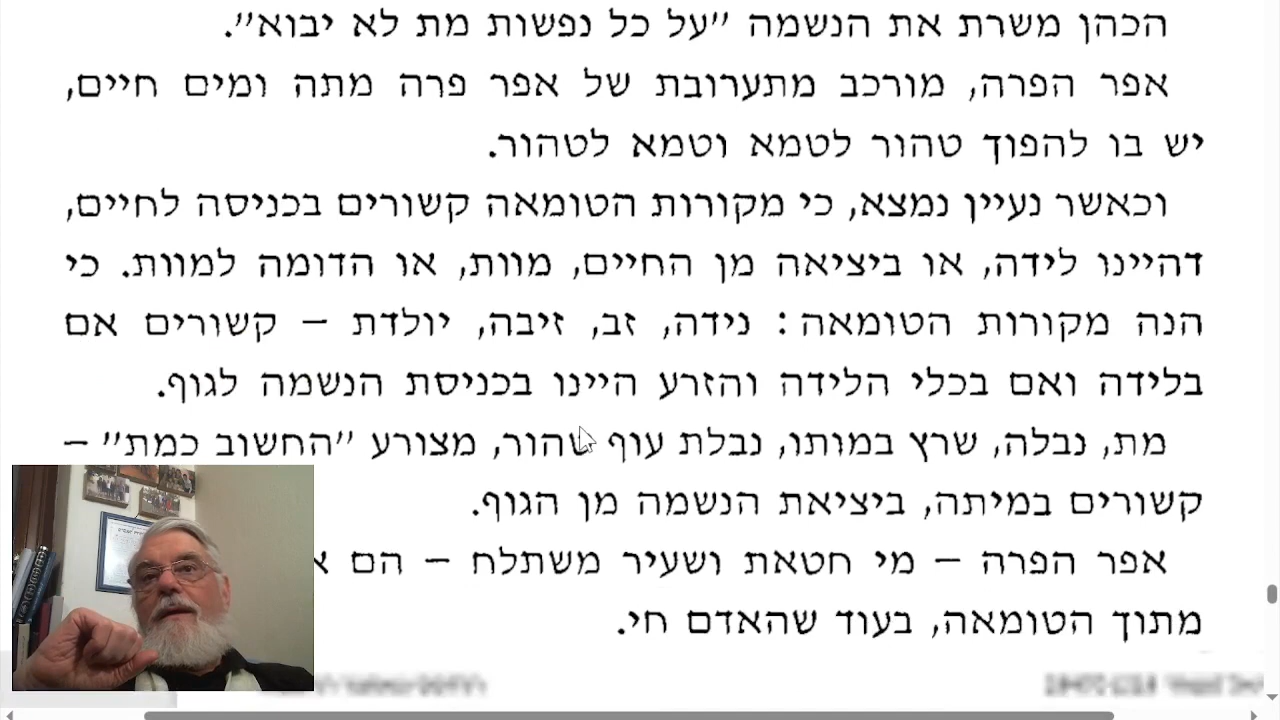 הכהן משרת את הנשמה "על כל נפשות מת לא יבוא".
אפר הפרה, מורכב מתערובת של אפר פרה מתה ומים חיים,
יש בו להפוך טהור לטמא וטמא לטהור.
וכאשר נעיין נמצא, כי מקורות הטומאה קשורים בכניסה לחיים,
דהיינו לידה, או ביציאה מן החיים, מוות, או הדומה למוות. כי
הנה מקורות הטומאה: נידה, זב, זיבה, יולדת – קשורים אם
בלידה ואם בכלי הלידה והזרע היינו בכניסת הנשמה לגוף.
מת, נבלה, שרץ במותו, נבלת עוף טהור, מצורע "החשוב כמת" –
קשורים במיתה, ביציאת הנשמה מן הגוף.
אפר הפרה – מי חטאת ושעיר משתלח – הם
מתוך הטומאה, בעוד שהאדם חי.